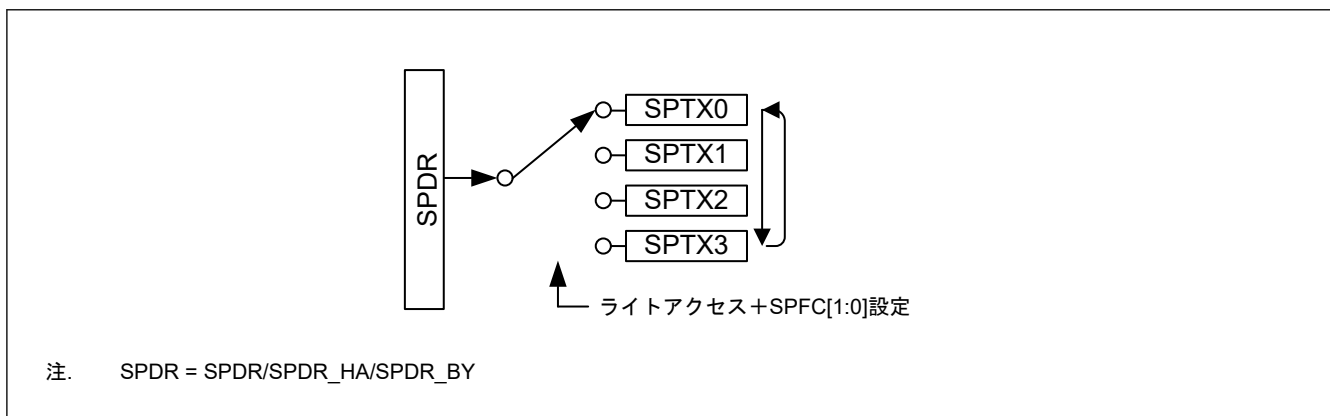 SPDR
SPTX0
SPTX1
SPTX2
SPTX3
ライトアクセス＋SPFC[1:0]設定
注. SPDR = SPDR/SPDR_HA/SPDR_BY